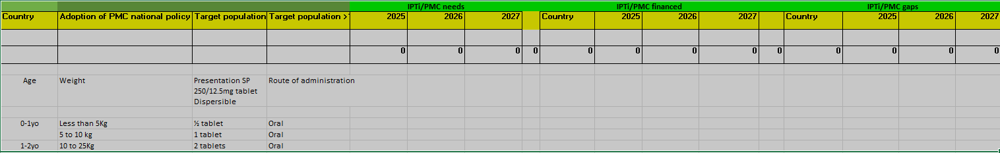 IPTi/PMC needs IPTi/PMC financed IPTi/PMC gaps
Country Adoption of PMC national policy Target population Target population > 2025 2026 2027 Country 2025 2026 2027 Country 2025 2026 2027
0 0 0 0 0 0 0 0 0 0 0 0 0
Age Weight Presentation SP Route of administration
250/12.5mg tablet
Dispersible
0-1yo Less than 5Kg ½ tablet Oral
5 to 10 kg 1 tablet Oral
1-2yo 10 to 25Kg 2 tablets Oral